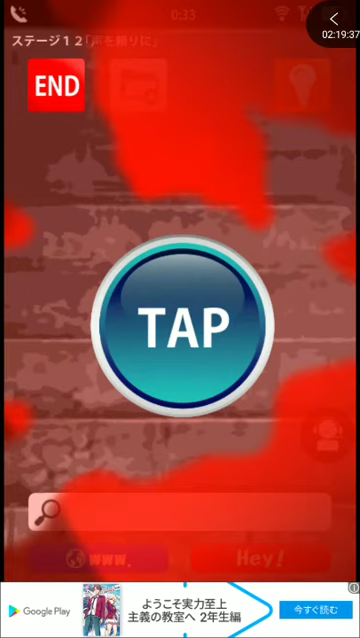 0:33
02:19:37
ステージ12「声を頼りに」
END
TAP
www.
Hey!
Google Play
ようこそ実力至上
主義の教室へ 2年生編
今すぐ読む